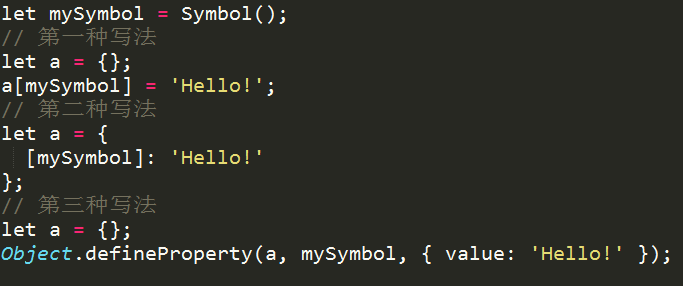 let mySymbol = Symbol();
// 第一种写法
let a = {};
a[mySymbol] = 'Hello!';
// 第二种写法
let a = {
  [mySymbol]: 'Hello!'
};
// 第三种写法
let a = {};
Object.defineProperty(a, mySymbol, { value: 'Hello!' });